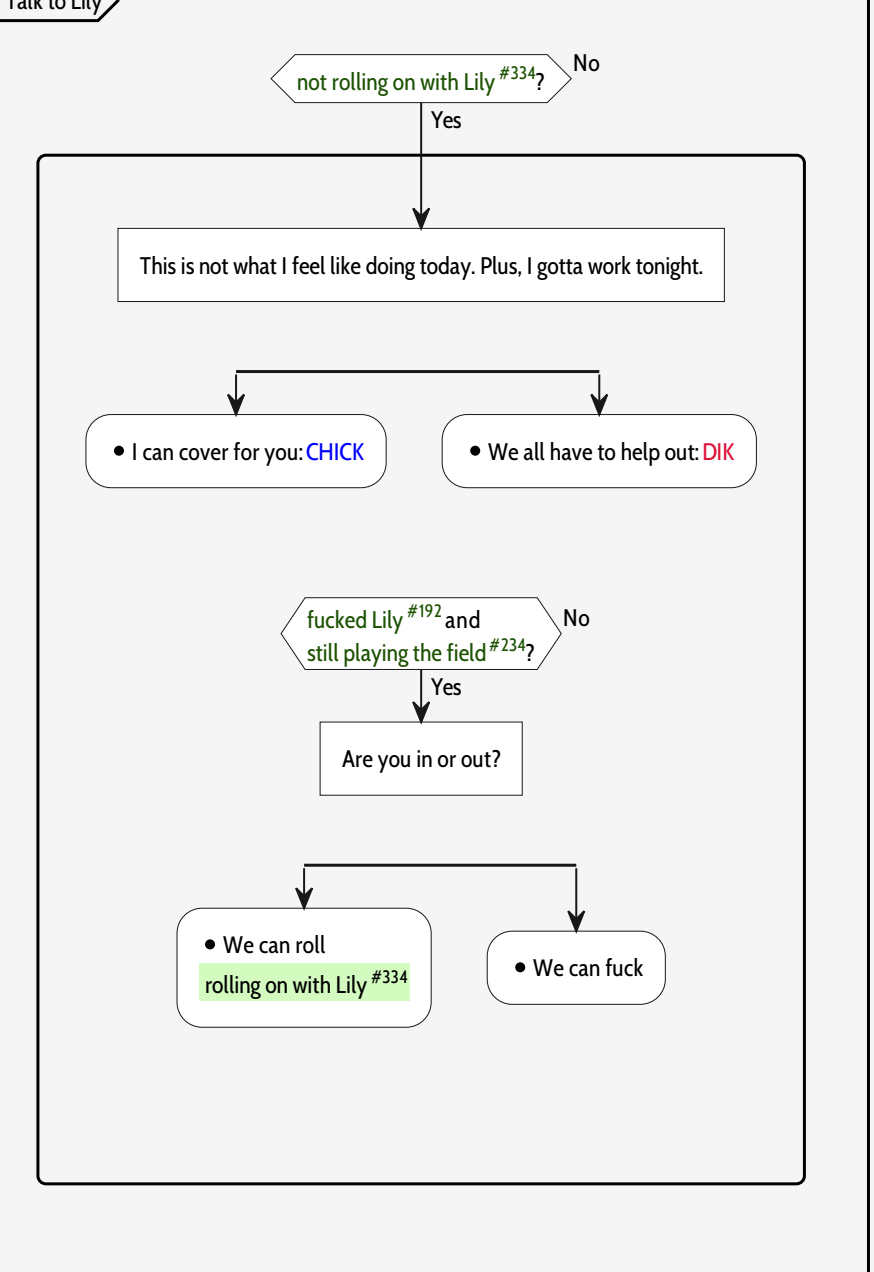 Talk to Lily
not rolling on with Lily #334?
No
Yes
This is not what I feel like doing today. Plus, I gotta work tonight.
• I can cover for you: CHICK
• We all have to help out: DIK
fucked Lily #192 and
still playing the field #234?
No
Yes
Are you in or out?
• We can roll
rolling on with Lily #334
• We can fuck